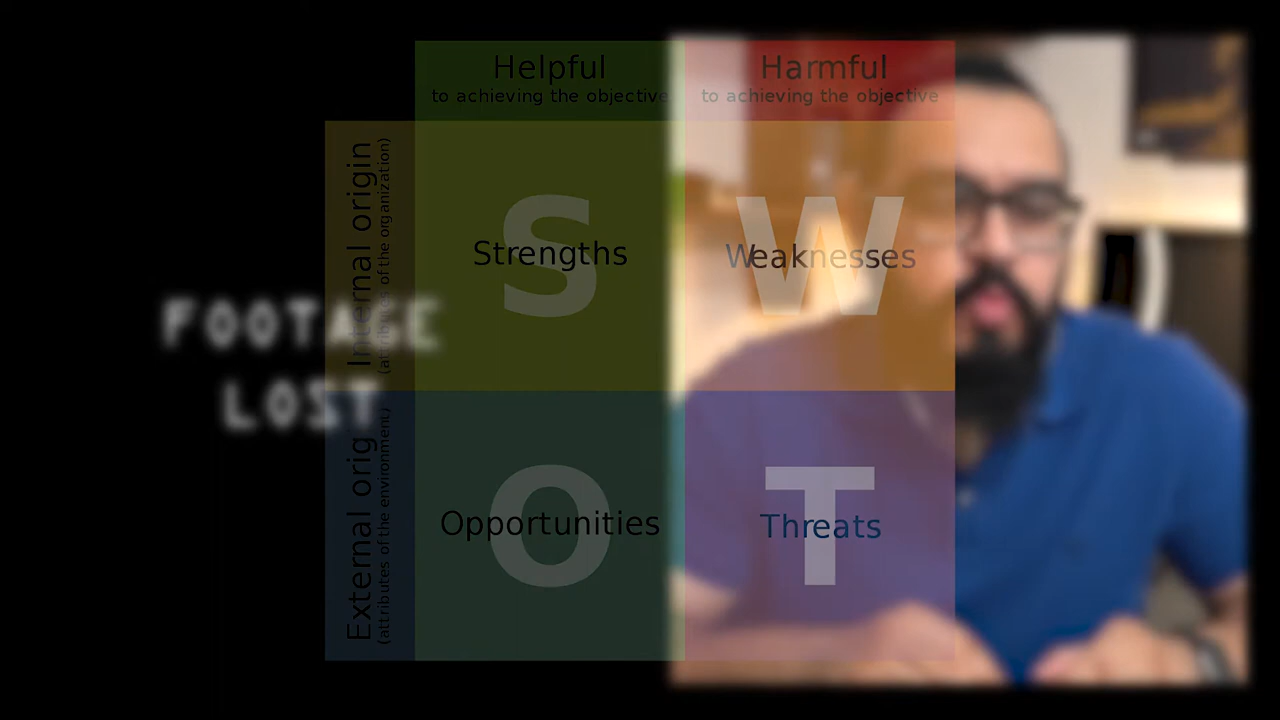 Helpful
to achieving the objective
Harmful
to achieving the objective
Internal origin
(attributes of the organization)
S
Strengths
W
Weaknesses
FOOTAGE
LOST
External orig
(attributes of the environment)
O
Opportunities
T
Threats